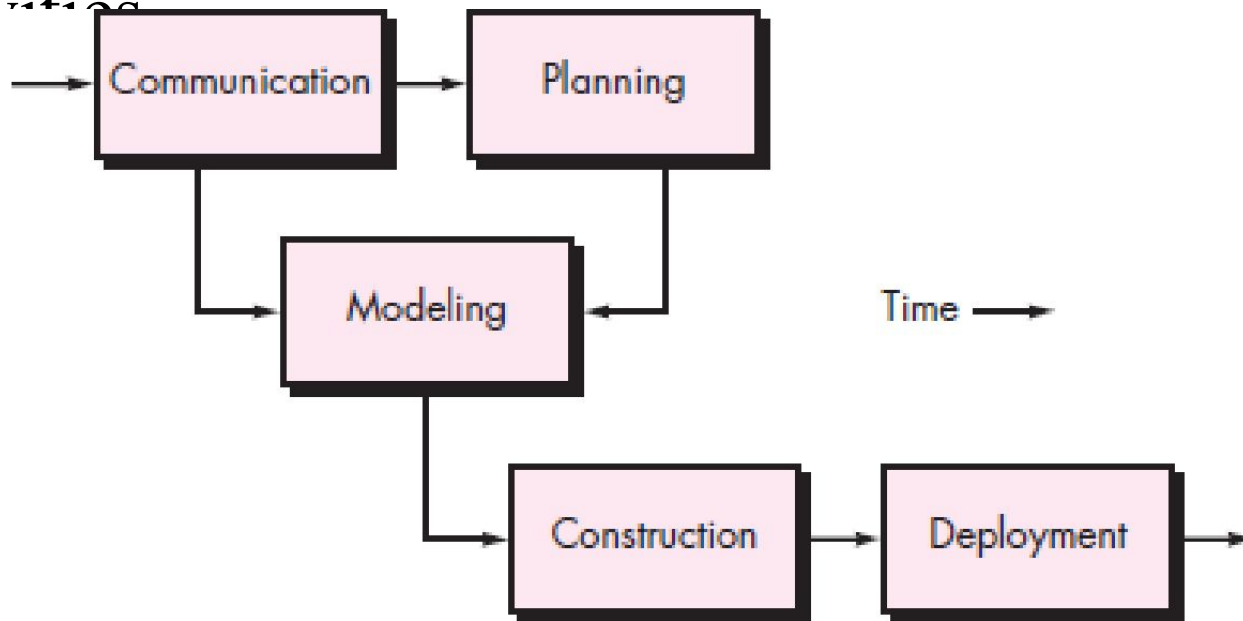 Communication
Planning
Modeling
Time
Construction
Deployment